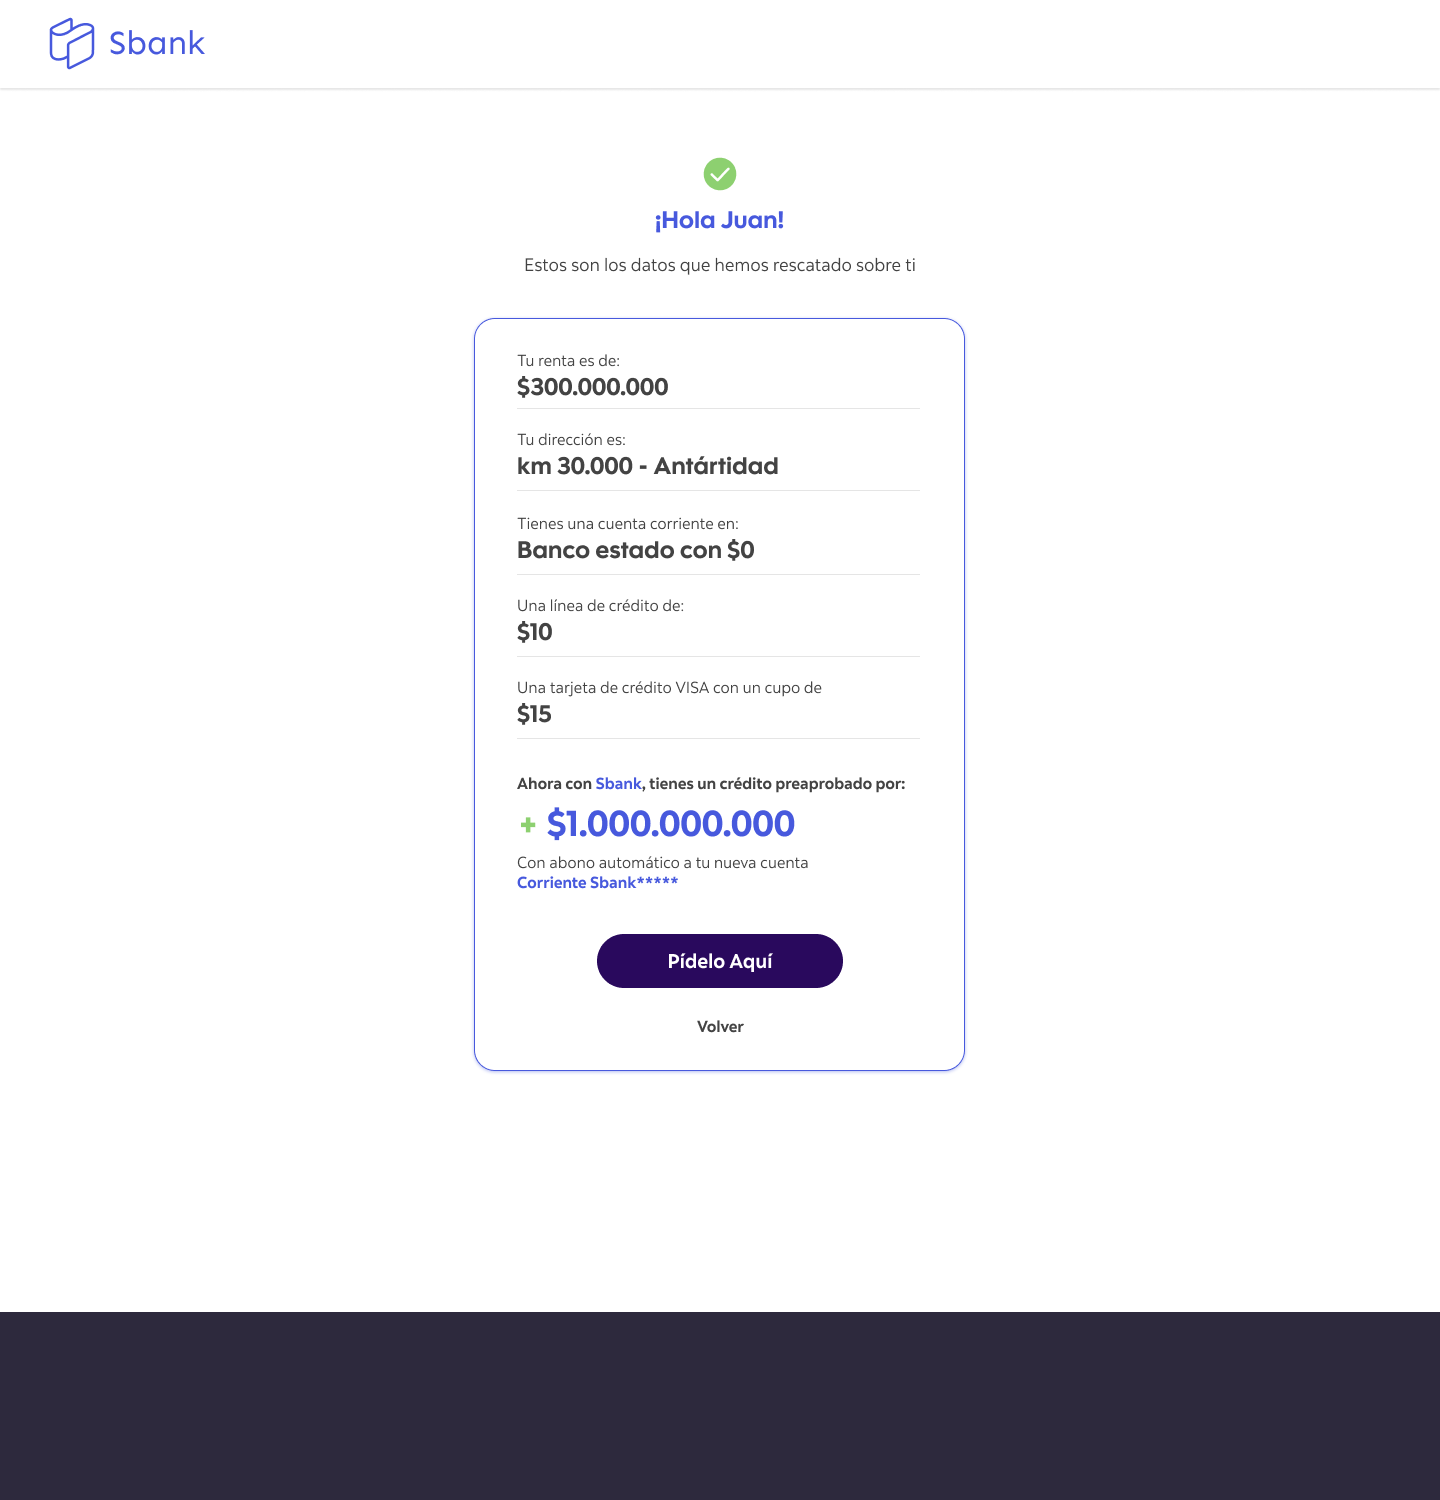 Sbank
¡Hola Juan!
Estos son los datos que hemos rescatado sobre ti
Tu renta es de:
$300.000.000
Tu dirección es:
km 30.000 - Antártidad
Tienes una cuenta corriente en:
Banco estado con $0
Una línea de crédito de:
$10
Una tarjeta de crédito VISA con un cupo de
$15
Ahora con Sbank, tienes un crédito preaprobado por:
+ $1.000.000.000
Con abono automático a tu nueva cuenta
Corriente Sbank*****
Pídelo Aquí
Volver